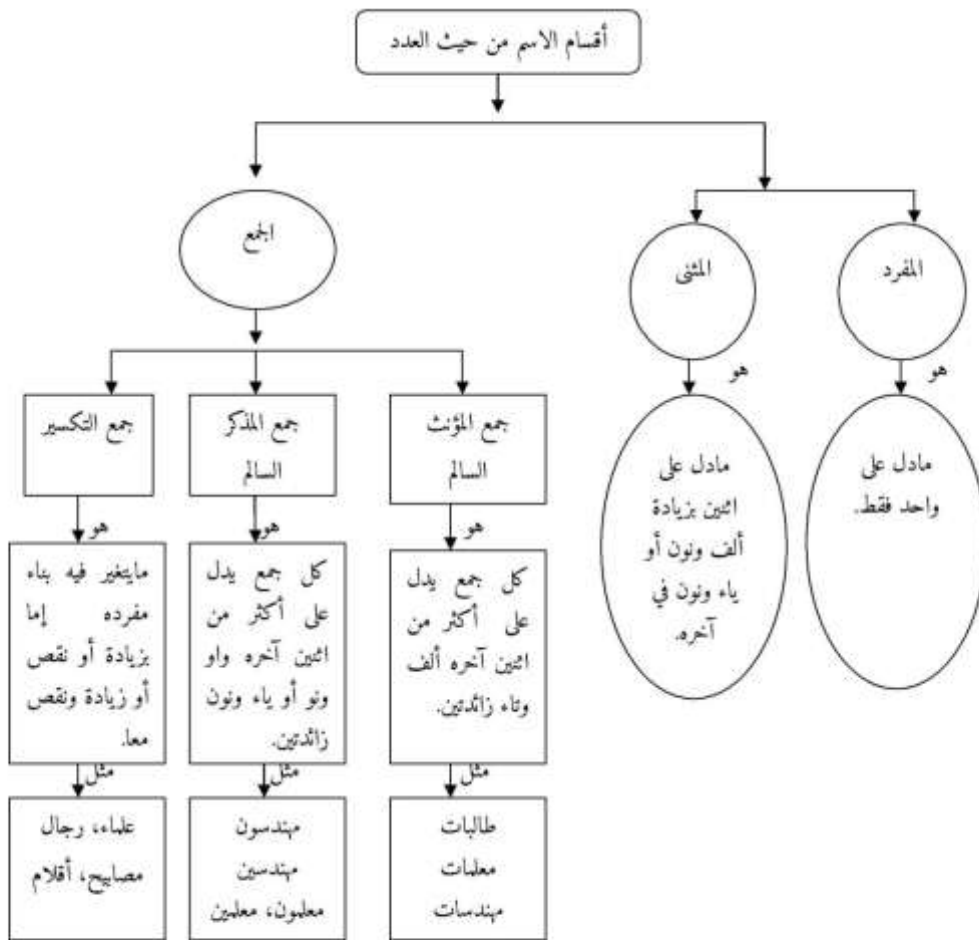 أقسام الاسم من حيث العدد
المفرد
المثنى
الجمع
هو
مادل على
واحد فقط.
هو
مادل على
اثنين بزيادة
ألف ونون أو
ياء ونون في
آخره.
جمع المؤنث
السالم
جمع المذكر
السالم
جمع التكسير
هو
كل جمع يدل
على أكثر من
اثنين آخره ألف
وتاء زائدتين.
هو
كل جمع يدل
على أكثر من
اثنين آخره واو
ونو أو ياء ونون
زائدتين.
هو
مايتغير فيه بناء
مفرده إما
بزيادة أو نقص
أو زيادة ونقص
معا.
مثل
طالبات
معلمات
مهندسات
مثل
مهندسون
مهندسين
معلمون، معلمين
مثل
علماء، رجال
مصابيح، أقلام